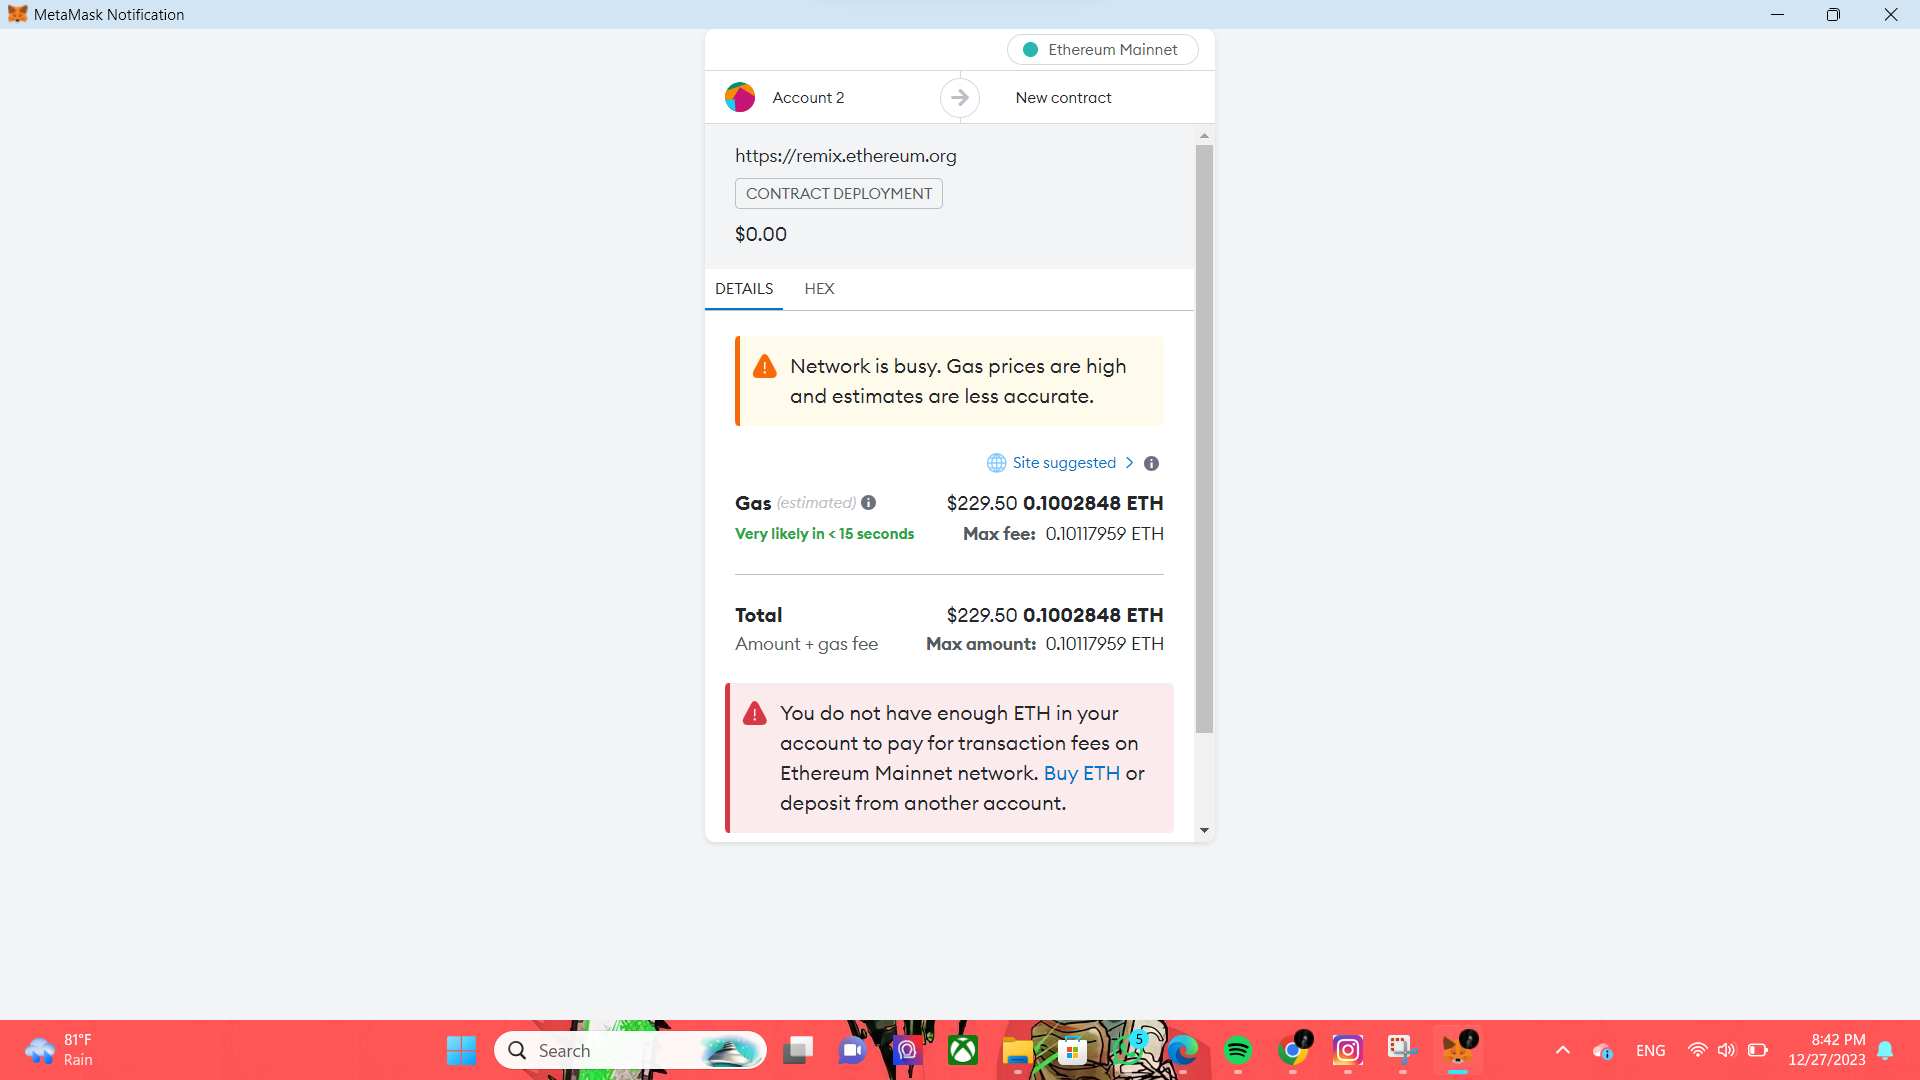 MetaMask Notification
Ethereum Mainnet
Account 2
New contract
https://remix.ethereum.org
CONTRACT DEPLOYMENT
$0.00
DETAILS HEX
Network is busy. Gas prices are high
and estimates are less accurate.
Site suggested
Gas (estimated) $229.50 0.1002848 ETH
Very likely in < 15 seconds Max fee: 0.10117959 ETH
Total $229.50 0.1002848 ETH
Amount + gas fee Max amount: 0.10117959 ETH
You do not have enough ETH in your
account to pay for transaction fees on
Ethereum Mainnet network. Buy ETH or
deposit from another account.
81°F
Rain
Search
5
ENG
8:42 PM
12/27/2023